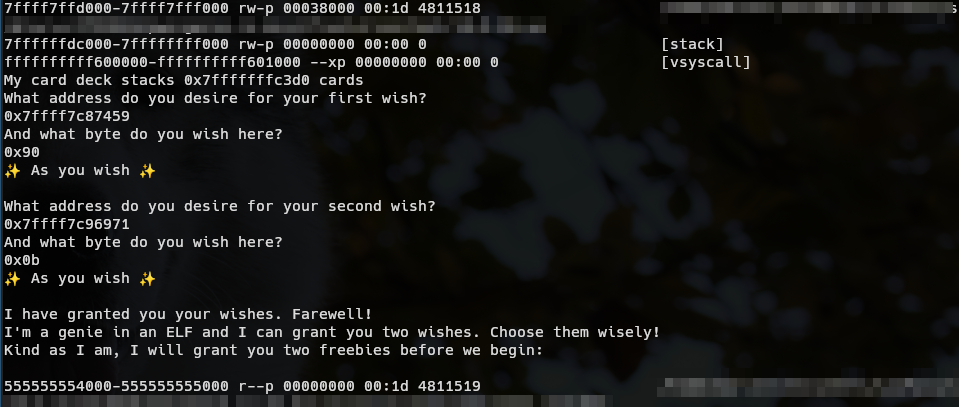 7ffff7ffd000-7ffff7fff000 rw-p 00038000 00:1d 4811518
7ffffffdc000-7ffffffff000 rw-p 00000000 00:00 0 [stack]
ffffffffff600000-ffffffffff601000 --xp 00000000 00:00 0 [vsyscall]
My card deck stacks 0x7fffffffc3d0 cards
What address do you desire for your first wish?
0x7ffff7c87459
And what byte do you wish here?
0x90
✨ As you wish ✨
What address do you desire for your second wish?
0x7ffff7c96971
And what byte do you wish here?
0x0b
✨ As you wish ✨
I have granted you your wishes. Farewell!
I'm a genie in an ELF and I can grant you two wishes. Choose them wisely!
Kind as I am, I will grant you two freebies before we begin:
555555554000-555555555000 r--p 00000000 00:1d 4811519